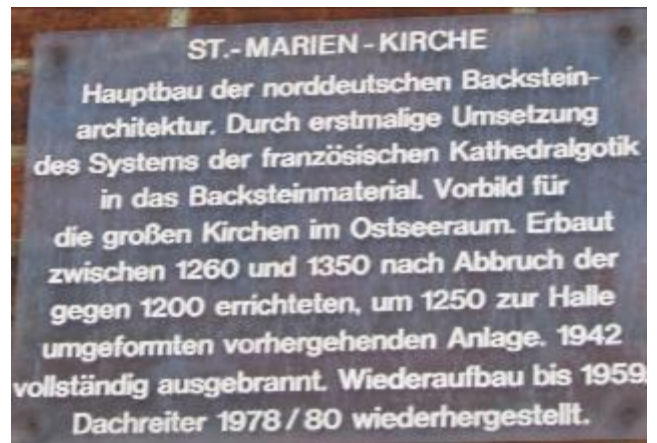 ST.-MARIEN-KIRCHE
Hauptbau der norddeutschen Backstein-
architektur. Durch erstmalige Umsetzung
des Systems der französischen Kathedralgotik
in das Backsteinmaterial. Vorbild für
die großen Kirchen im Ostseeraum. Erbaut
zwischen 1260 und 1350 nach Abbruch der
gegen 1200 errichteten, um 1250 zur Halle
umgeformten vorhergehenden Anlage. 1942
vollständig ausgebrannt. Wiederaufbau bis 1959.
Dachreiter 1978/80 wiederhergestellt.